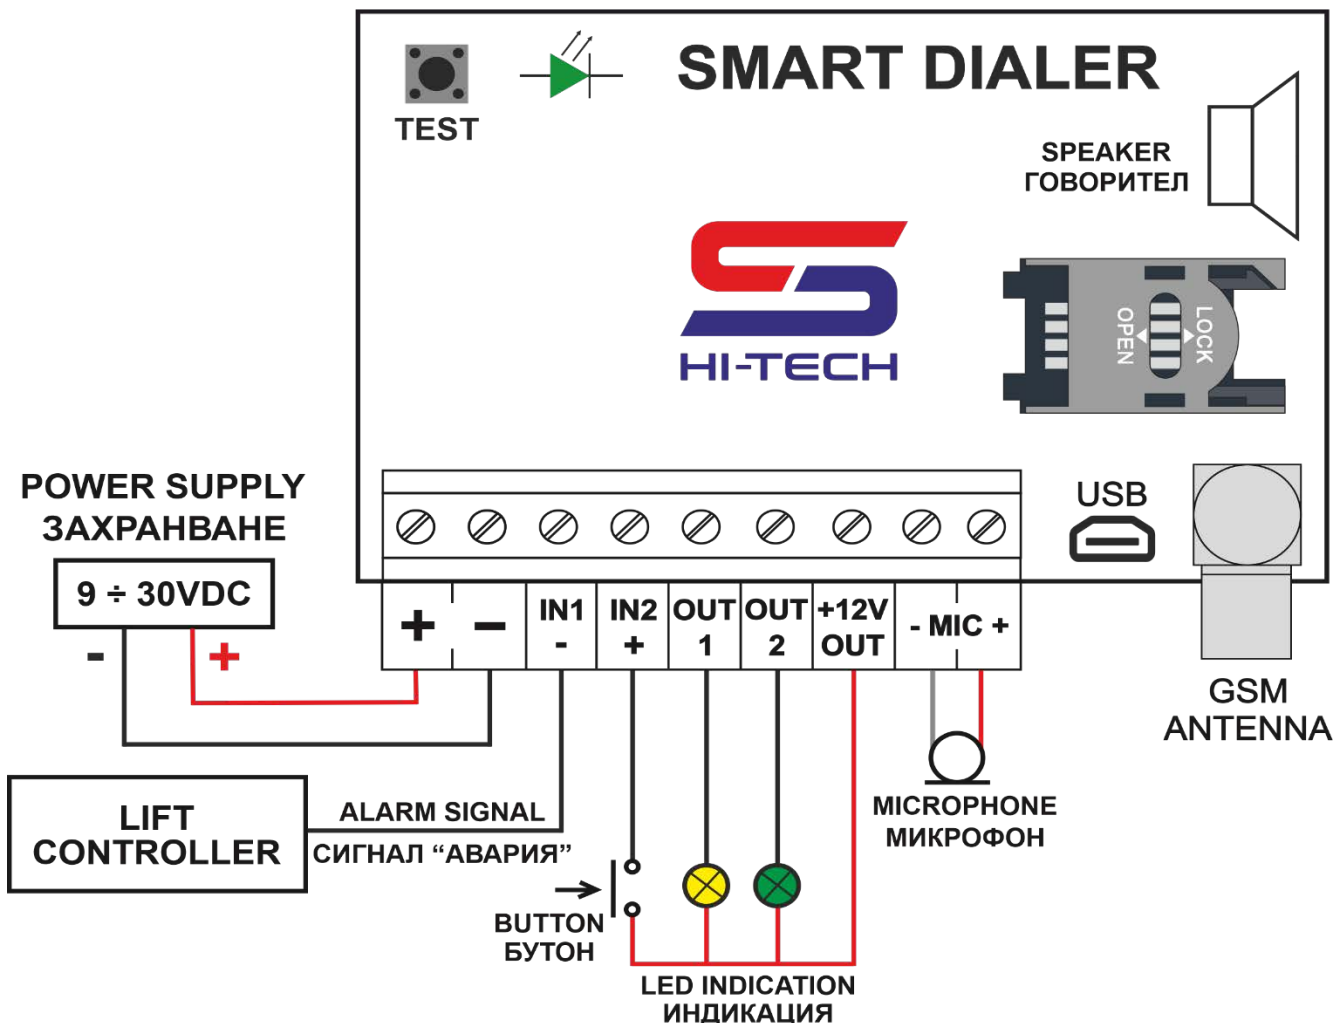 SMART DIALER
TEST
SPEAKER
ГОВОРИТЕЛ
HI-TECH
OPEN
LOCK
POWER SUPPLY
ЗАХРАНВАНЕ
9 ÷ 30VDC
- +
USB
+ -
IN1
-
IN2
+
OUT
1
OUT
2
+12V
OUT
- MIC +
GSM
ANTENNA
LIFT
CONTROLLER
ALARM SIGNAL
СИГНАЛ “АВАРИЯ”
MICROPHONE
МИКРОФОН
BUTTON
БУТОН
LED INDICATION
ИНДИКАЦИЯ